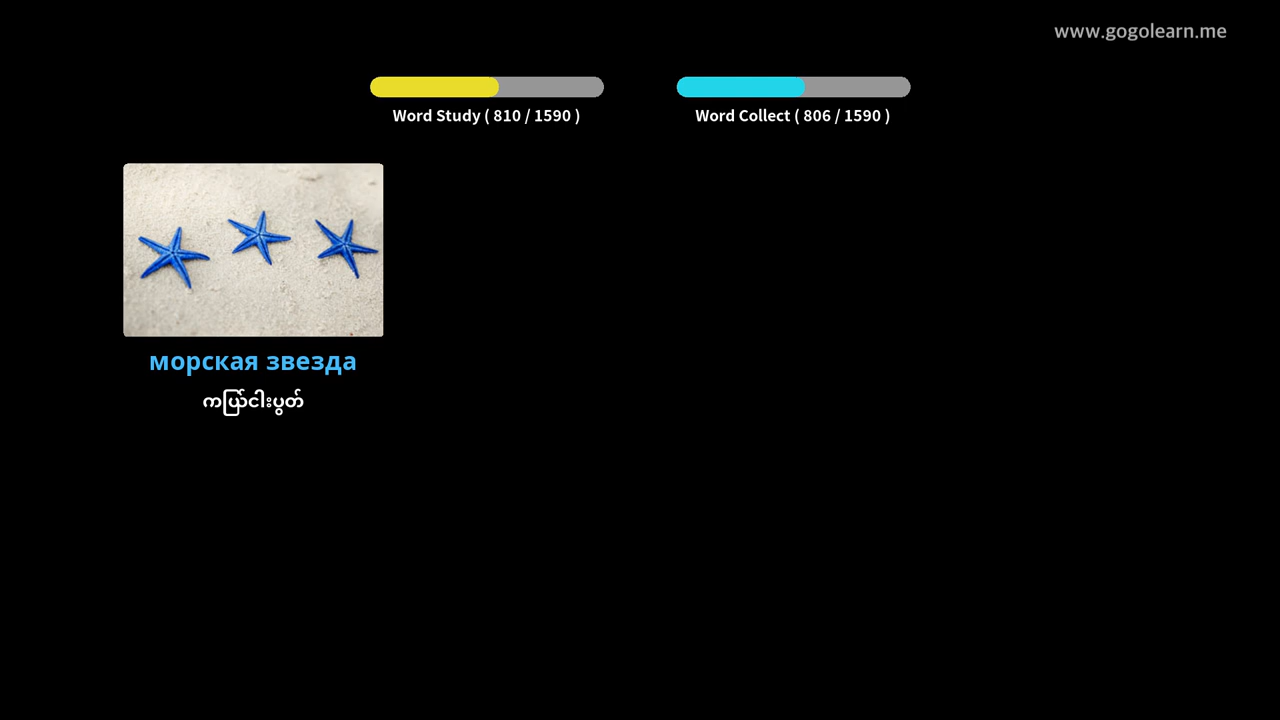 www.gogolearn.me
Word Study ( 810 / 1590 )
Word Collect ( 806 / 1590 )
морская звезда
ကြယ်ငါးပွတ်